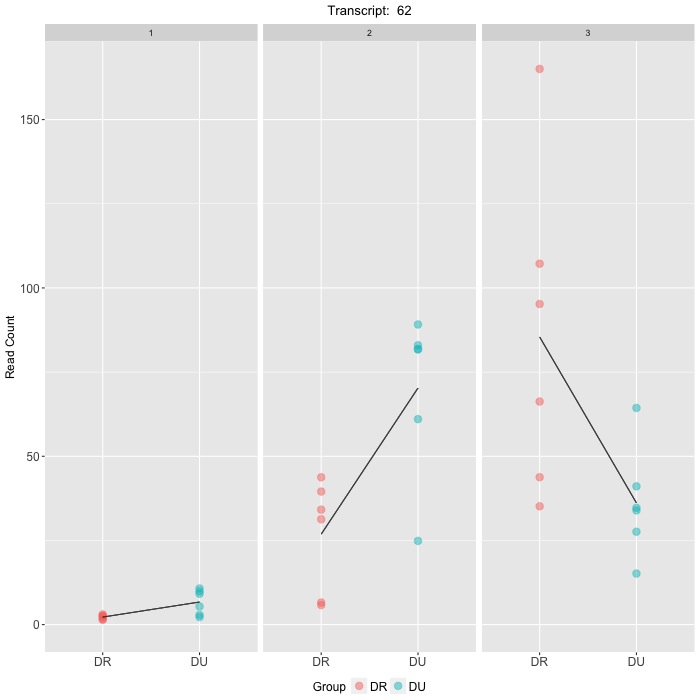 Transcript:  62
1 2 3
150
100
50
0
Read Count
DR DU DR DU DR DU
Group DR DU